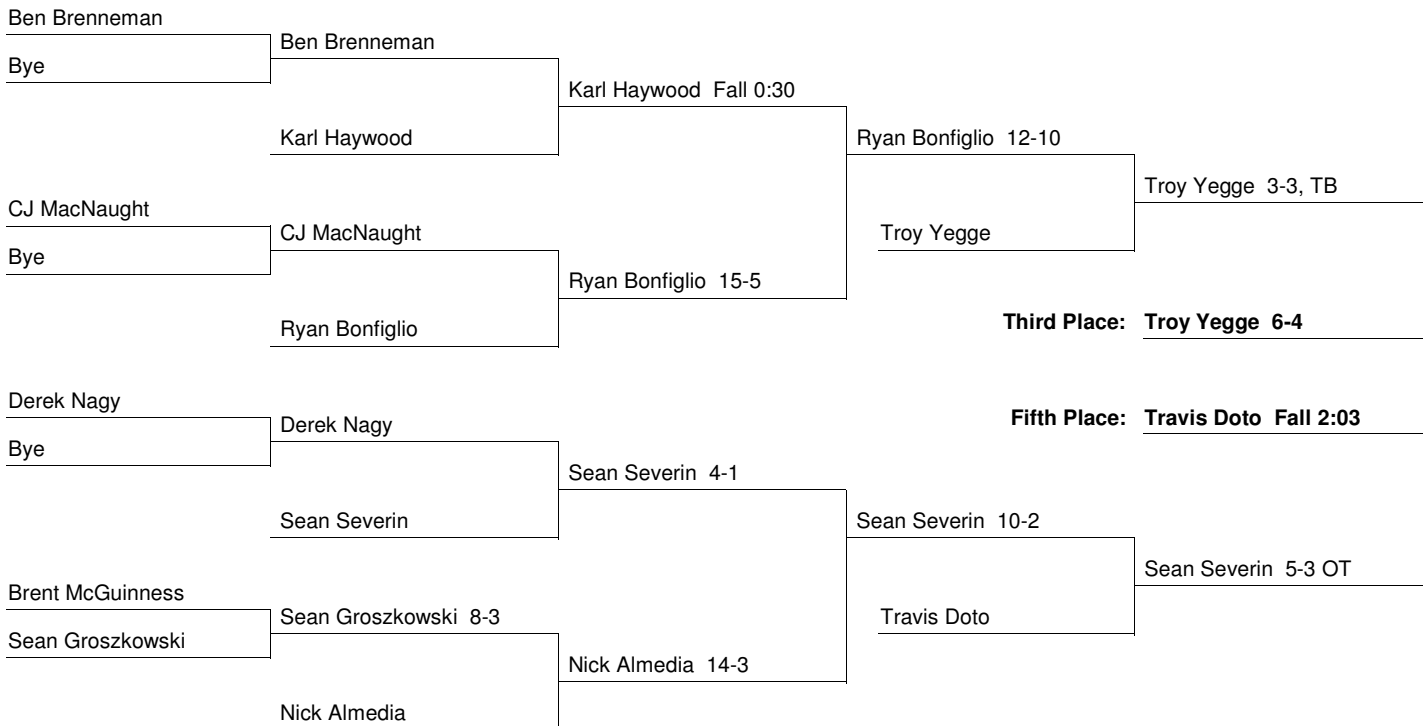 Ben Brenneman
Ben Brenneman
Bye
Karl Haywood Fall 0:30
Karl Haywood
Ryan Bonfiglio 12-10
Troy Yegge 3-3, TB
CJ MacNaught
CJ MacNaught
Troy Yegge
Bye
Ryan Bonfiglio 15-5
Ryan Bonfiglio
Third Place: Troy Yegge 6-4
Derek Nagy
Derek Nagy
Fifth Place: Travis Doto Fall 2:03
Bye
Sean Severin 4-1
Sean Severin
Sean Severin 10-2
Sean Severin 5-3 OT
Brent McGuinness
Sean Groszkowski 8-3
Travis Doto
Sean Groszkowski
Nick Almedia 14-3
Nick Almedia